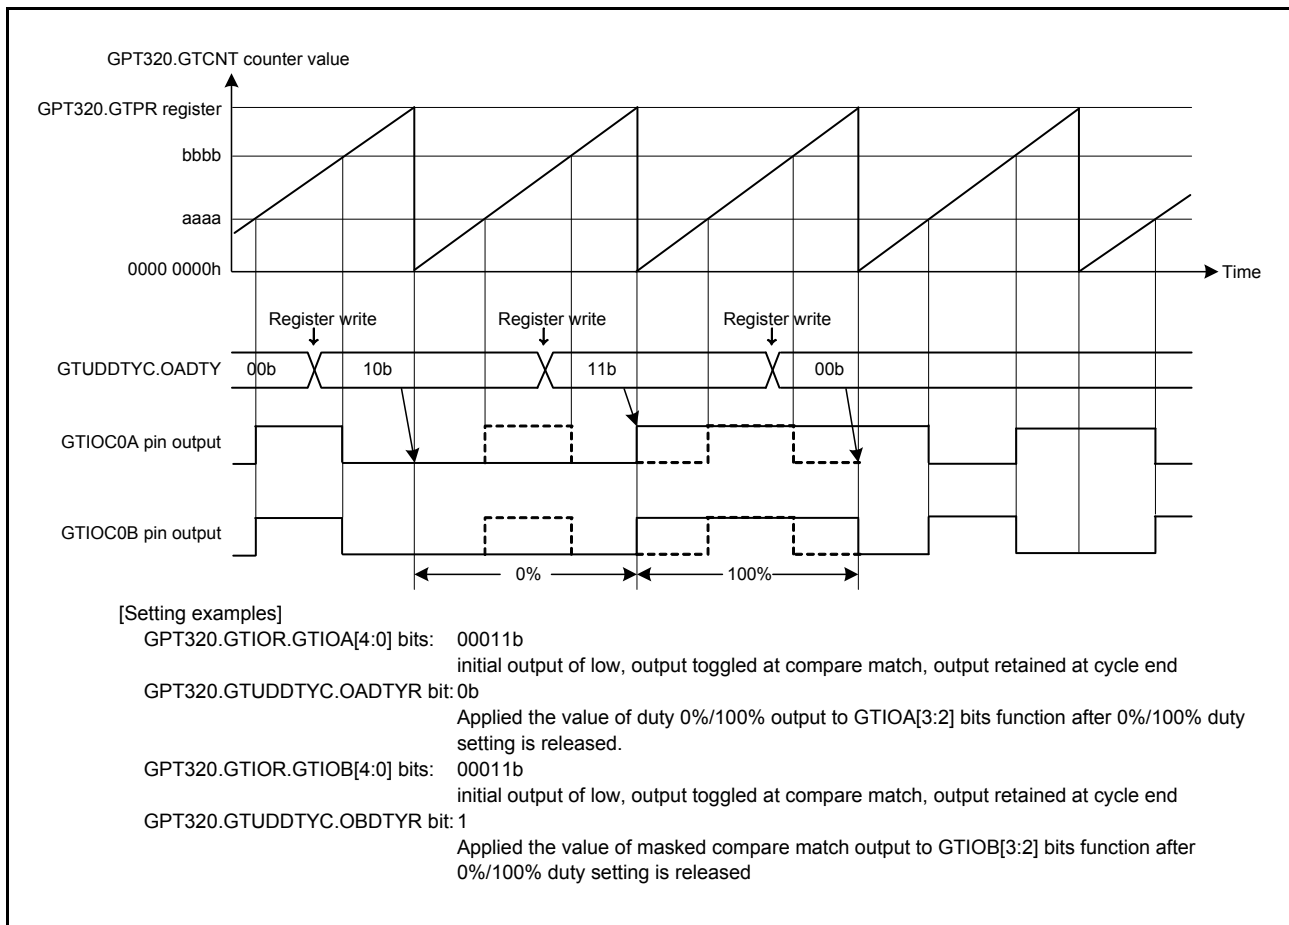 GPT320.GTCNT counter value
GPT320.GTPR register
bbbb
aaaa
0000 0000h
Time
Register write Register write Register write
GTUDDTYC.OADTY 00b 10b 11b 00b
GTIOC0A pin output
GTIOC0B pin output
0% 100%
[Setting examples]
GPT320.GTIOR.GTIOA[4:0] bits: 00011b
initial output of low, output toggled at compare match, output retained at cycle end
GPT320.GTUDDTYC.OADTYR bit: 0b
Applied the value of duty 0%/100% output to GTIOA[3:2] bits function after 0%/100% duty
setting is released.
GPT320.GTIOR.GTIOB[4:0] bits: 00011b
initial output of low, output toggled at compare match, output retained at cycle end
GPT320.GTUDDTYC.OBDTYR bit: 1
Applied the value of masked compare match output to GTIOB[3:2] bits function after
0%/100% duty setting is released